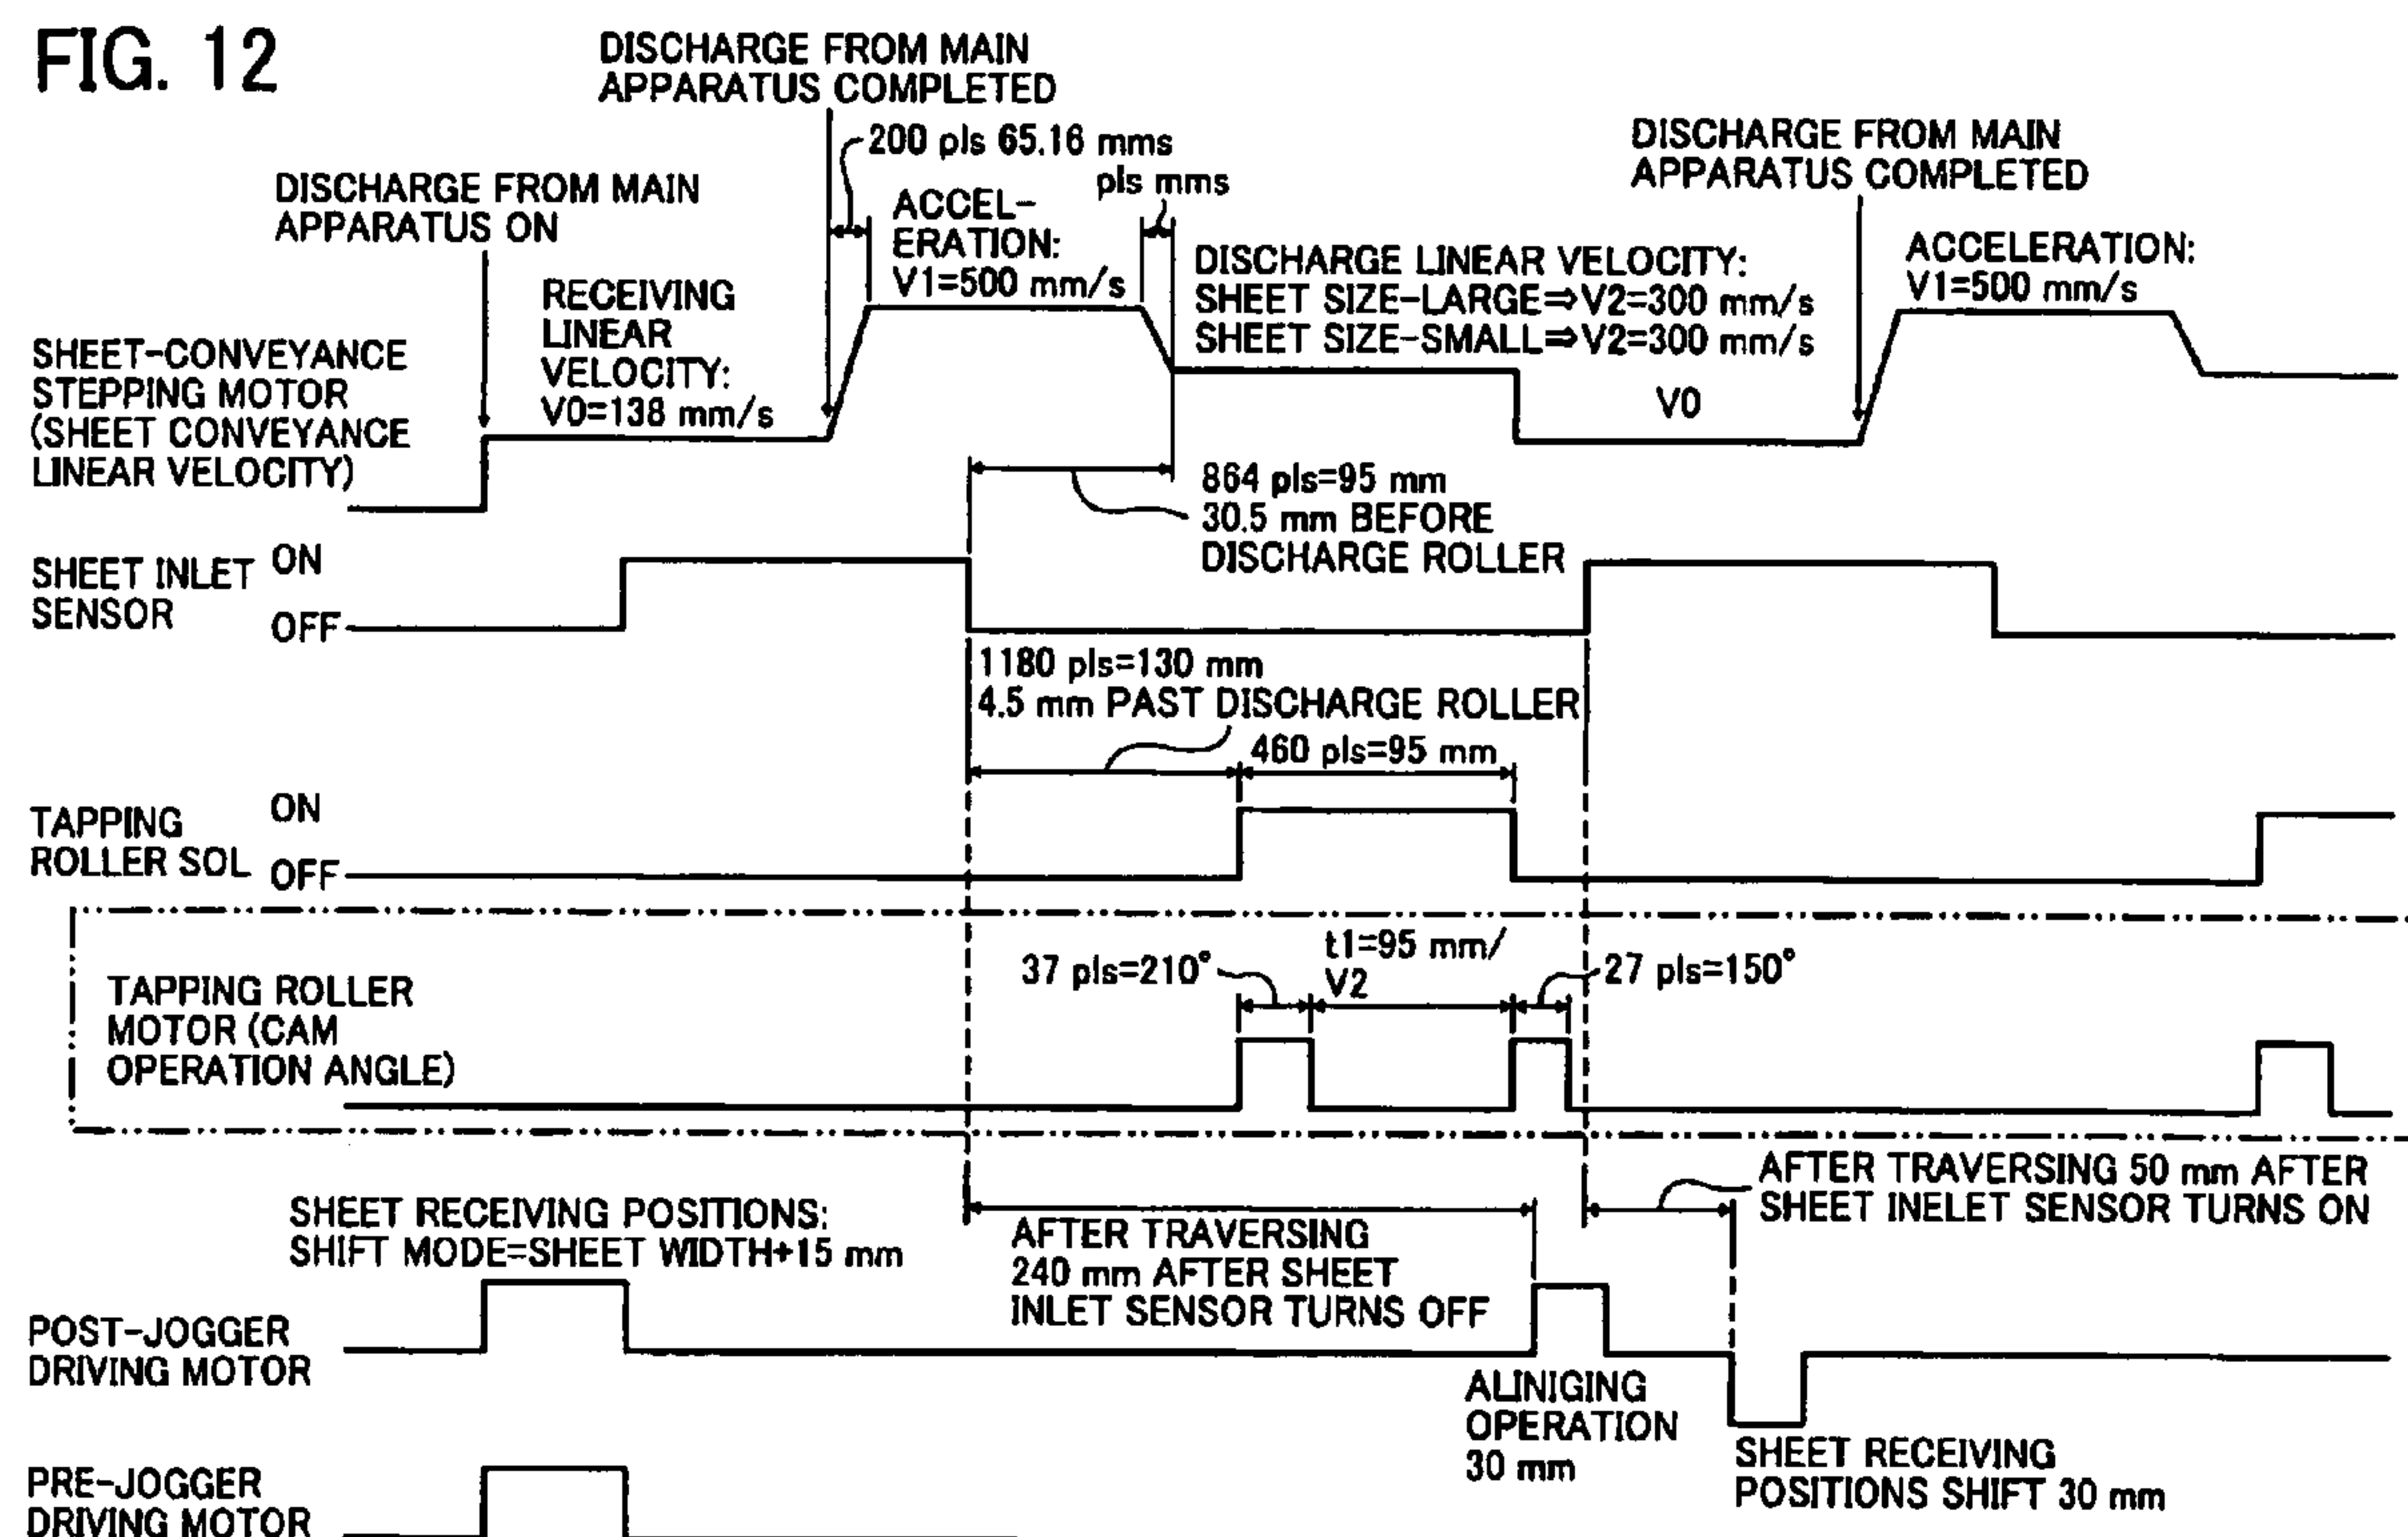 FIG. 12
DISCHARGE FROM MAIN
APPARATUS COMPLETED
200 pls 65.16 mms
pls mms
DISCHARGE FROM MAIN
APPARATUS COMPLETED
DISCHARGE FROM MAIN
APPARATUS ON
ACCEL-
ERATION:
V1=500 mm/s
RECEIVING
LINEAR
VELOCITY:
V0=138 mm/s
DISCHARGE LINEAR VELOCITY:
SHEET SIZE-LARGE⇒V2=300 mm/s
SHEET SIZE-SMALL⇒V2=300 mm/s
ACCELERATION:
V1=500 mm/s
V0
SHEET-CONVEYANCE
STEPPING MOTOR
(SHEET CONVEYANCE
LINEAR VELOCITY)
864 pls=95 mm
30.5 mm BEFORE
DISCHARGE ROLLER
SHEET INLET
SENSOR
ON
OFF
1180 pls=130 mm
4.5 mm PAST DISCHARGE ROLLER
460 pls=95 mm
TAPPING
ROLLER SOL
ON
OFF
37 pls=210°
t1=95 mm/
V2
27 pls=150°
TAPPING ROLLER
MOTOR (CAM
OPERATION ANGLE)
AFTER TRAVERSING 50 mm AFTER
SHEET INELET SENSOR TURNS ON
SHEET RECEIVING POSITIONS:
SHIFT MODE=SHEET WIDTH+15 mm
AFTER TRAVERSING
240 mm AFTER SHEET
INLET SENSOR TURNS OFF
POST-JOGGER
DRIVING MOTOR
ALINIGING
OPERATION
30 mm
SHEET RECEIVING
POSITIONS SHIFT 30 mm
PRE-JOGGER
DRIVING MOTOR